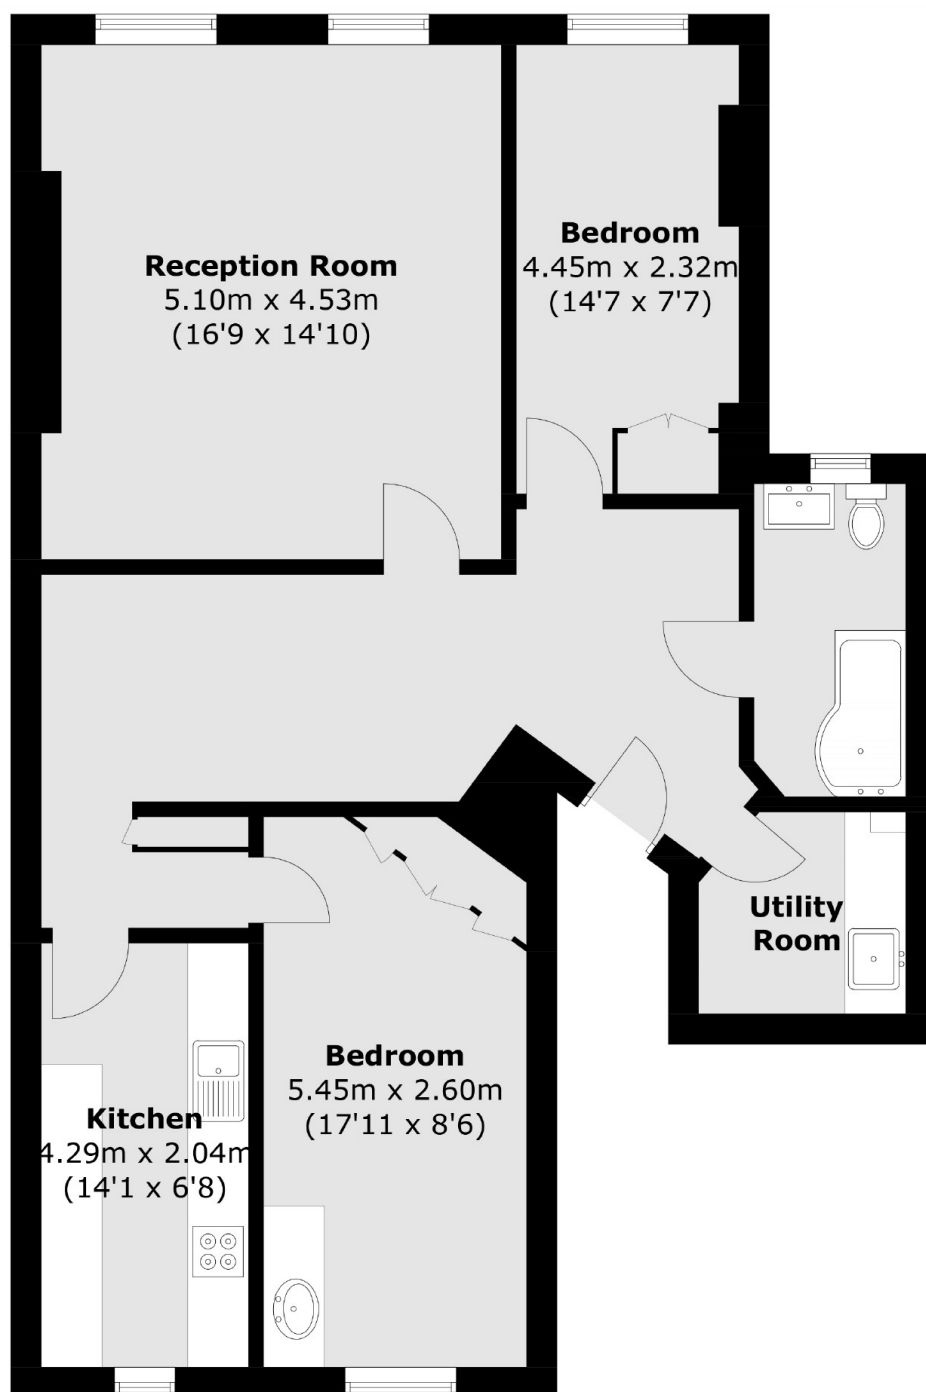 Reception Room
5.10m x 4.53m
(16'9 x 14'10)
Bedroom
4.45m x 2.32m
(14'7 x 7'7)
Utility
Room
Bedroom
5.45m x 2.60m
(17'11 x 8'6)
Kitchen
4.29m x 2.04m
(14'1 x 6'8)